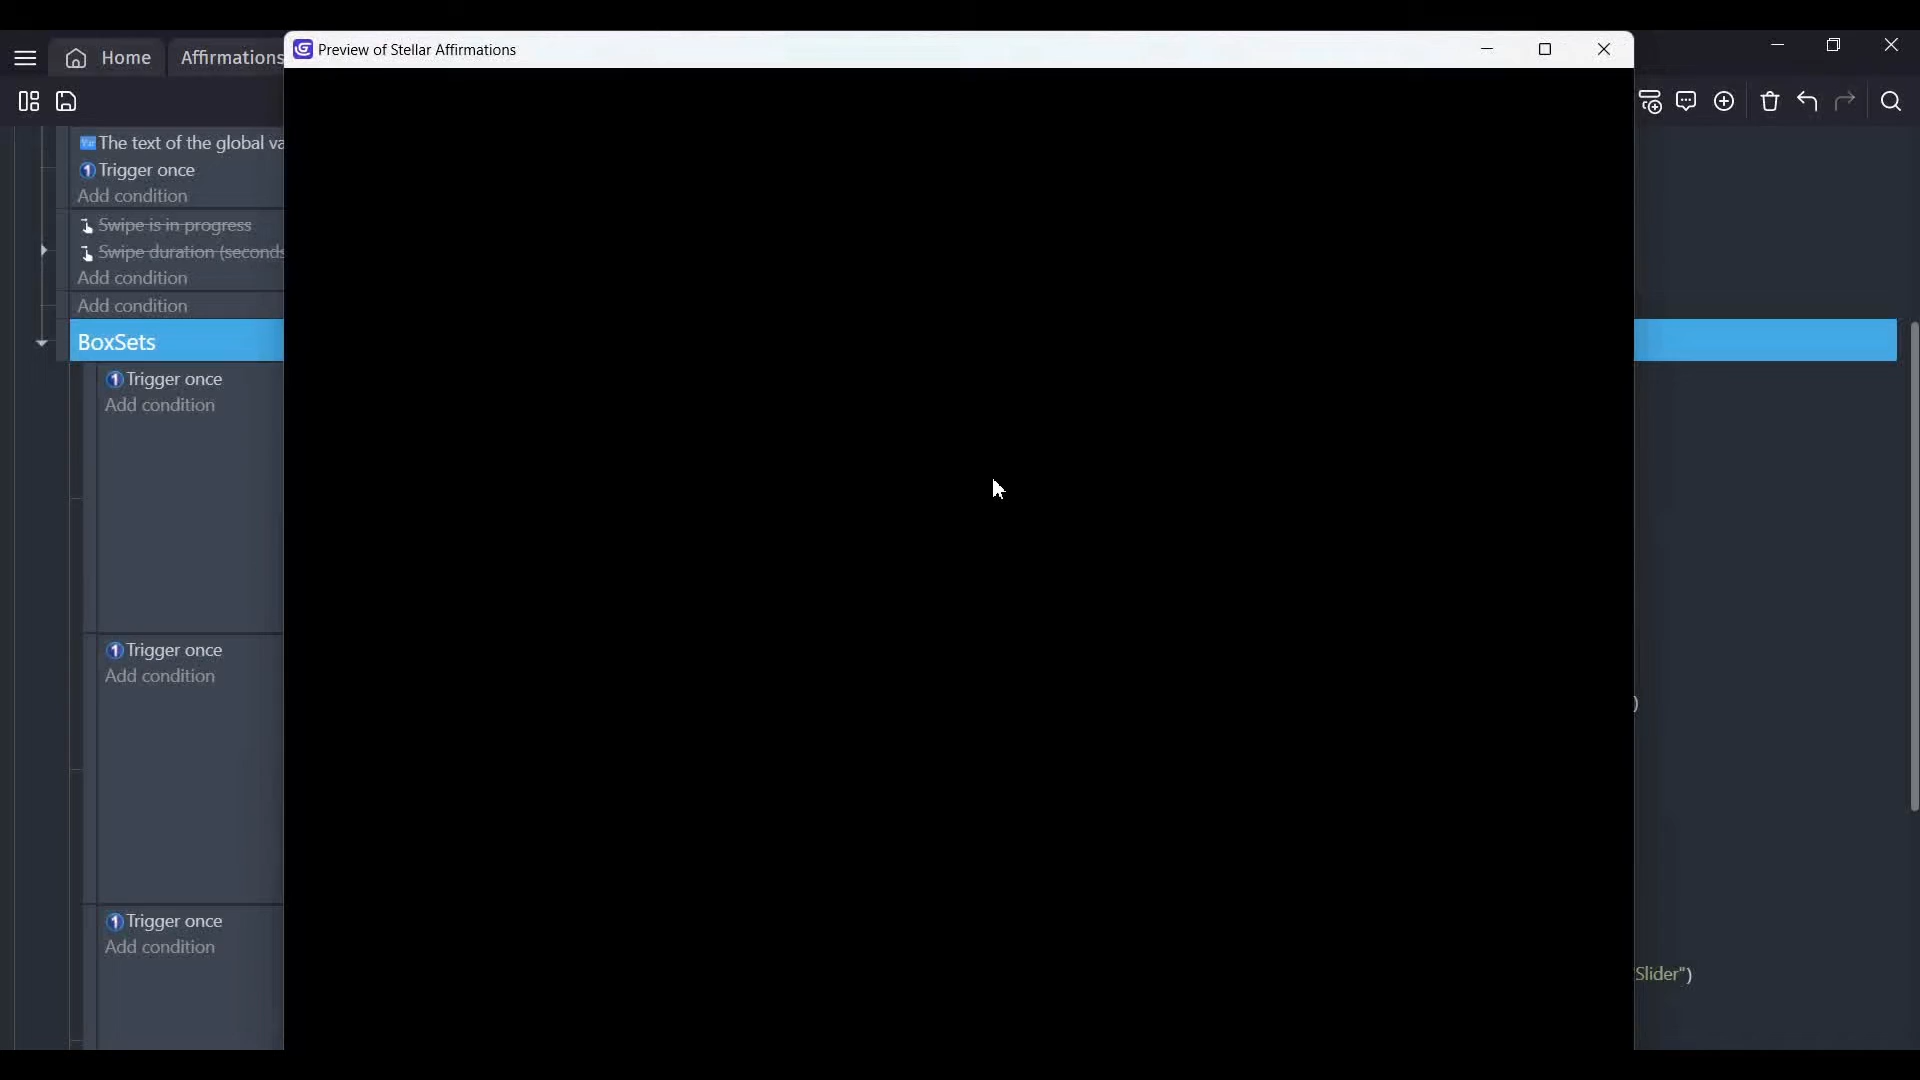 Preview of Stellar Affirmations
Home
Affirmations
The text of the global va
Trigger once
Add condition
Swipe is in progress
Swipe duration (seconds
Add condition
Add condition
BoxSets
Trigger once
Add condition
Trigger once
Add condition
)
Trigger once
Add condition
Slider")